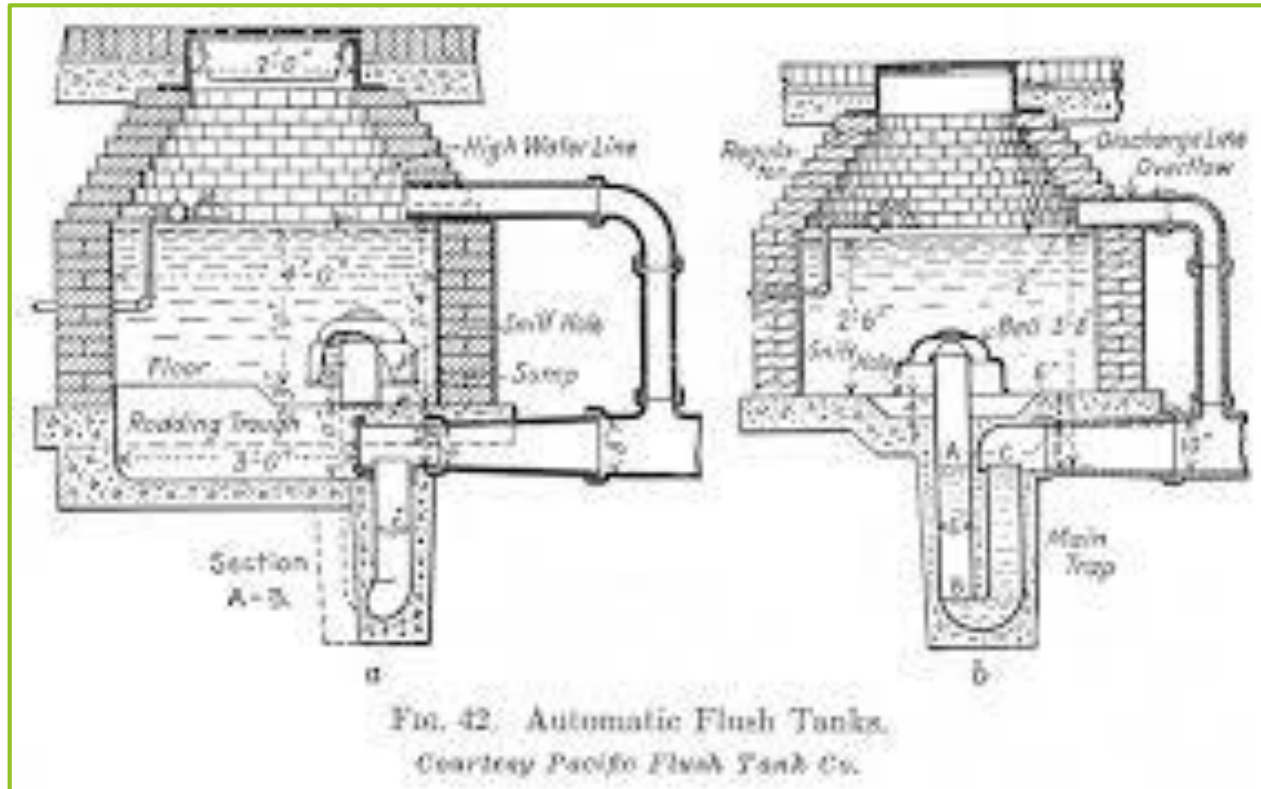 2'-0"
High Water Line
4'-0"
Sniff Hole
Floor
Sump
Rodding Trough
3'-0"
Section
A-B.
a
Regula-
tor
Discharge Line
Overflow
2'-6"
Bell
Sniff Hole
6"
A
C
B
Main
Trap
b
FIG. 42. Automatic Flush Tanks.
Courtesy Pacific Flush Tank Co.